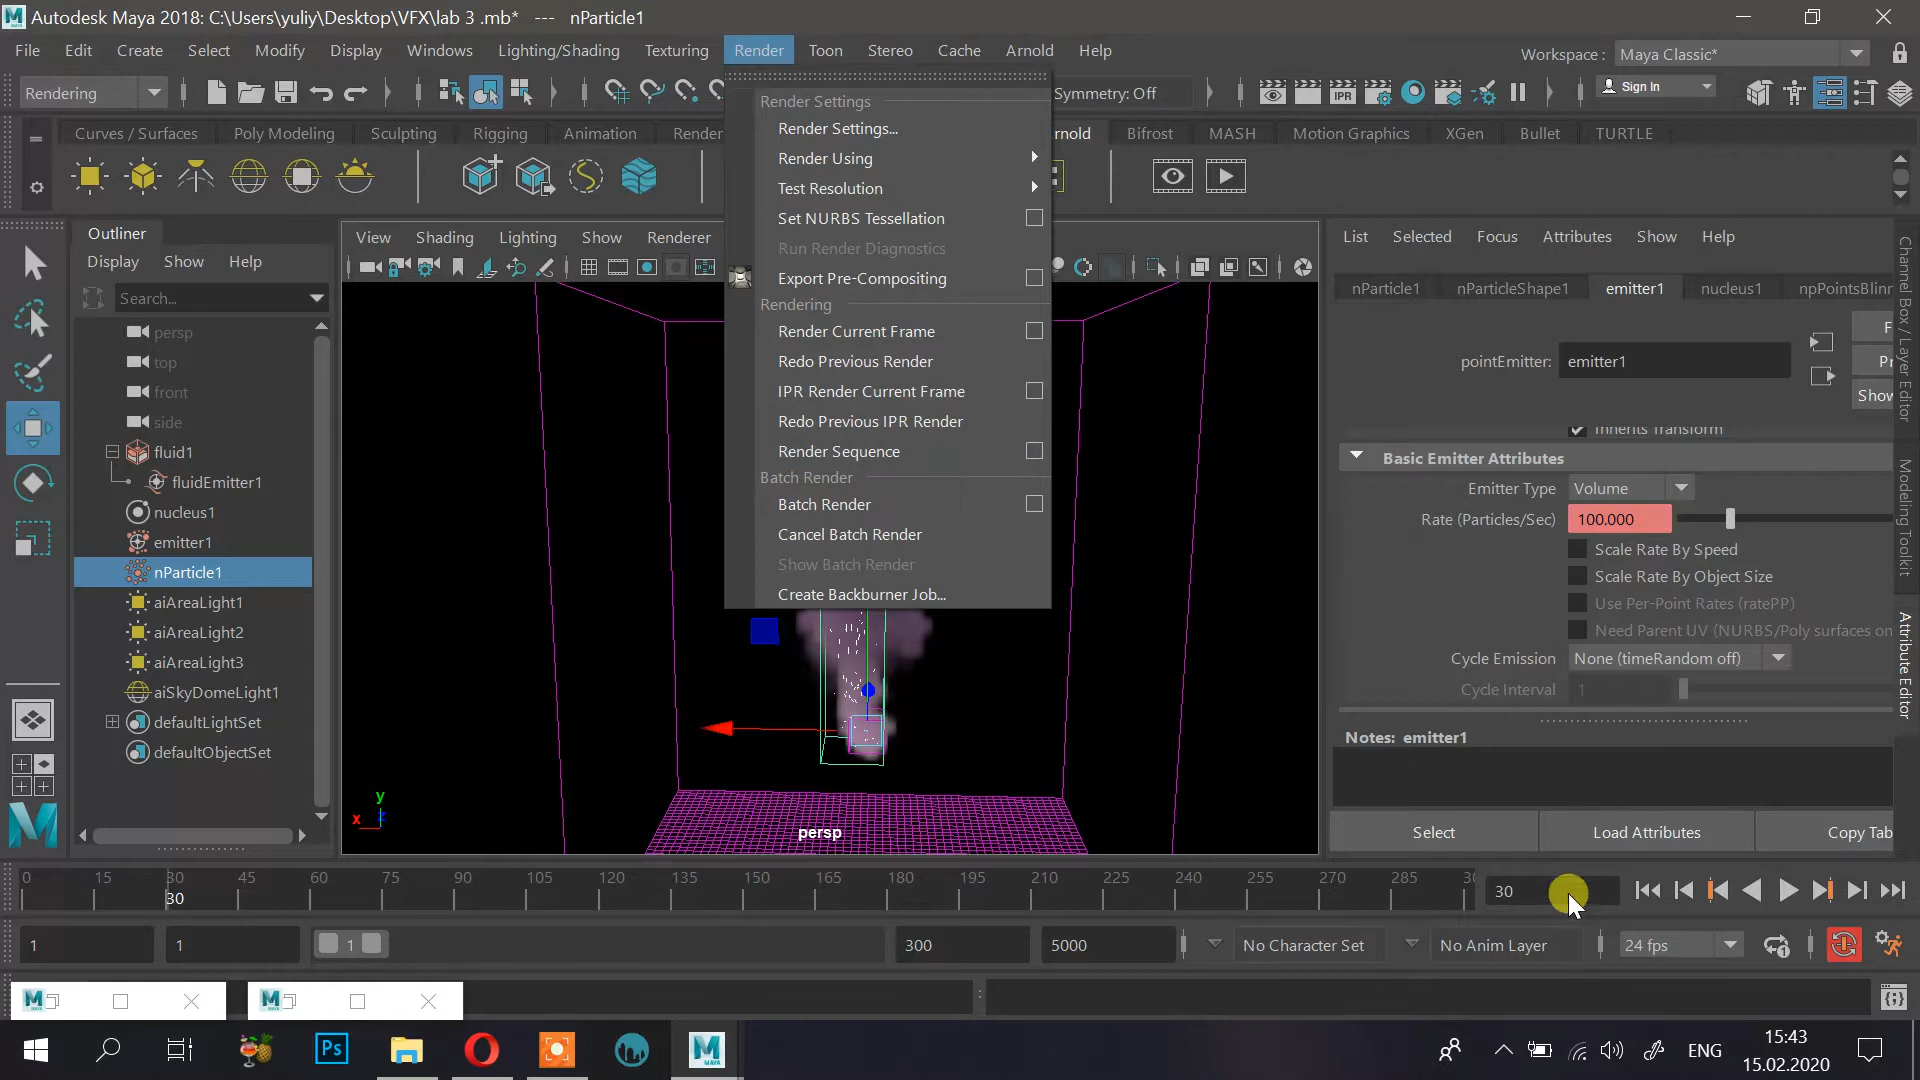 Autodesk Maya 2018: C:\Users\yuliy\Desktop\VFX\lab 3 .mb* --- nParticle1
File Edit Create Select Modify Display Windows Lighting/Shading Texturing Render Toon Stereo Cache Arnold Help
Workspace : Maya Classic*
Rendering
Symmetry: Off
IPR
Sign In
Curves / Surfaces Poly Modeling Sculpting Rigging Animation Render rnold Bifrost MASH Motion Graphics XGen Bullet TURTLE
Render Settings
Render Settings...
Render Using
Test Resolution
Set NURBS Tessellation
Run Render Diagnostics
Export Pre-Compositing
Rendering
Render Current Frame
Redo Previous Render
IPR Render Current Frame
Redo Previous IPR Render
Render Sequence
Batch Render
Batch Render
Cancel Batch Render
Show Batch Render
Create Backburner Job...
Outliner
Display Show Help
Search...
persp
top
front
side
fluid1
fluidEmitter1
nucleus1
emitter1
nParticle1
aiAreaLight1
aiAreaLight2
aiAreaLight3
aiSkyDomeLight1
defaultLightSet
defaultObjectSet
View Shading Lighting Show Renderer
y
x
z
persp
List Selected Focus Attributes Show Help
nParticle1 nParticleShape1 emitter1 nucleus1 npPointsBlinn
pointEmitter: emitter1
F
Pr
Show
Inherits Transform
Basic Emitter Attributes
Emitter Type Volume
Rate (Particles/Sec) 100.000
Scale Rate By Speed
Scale Rate By Object Size
Use Per-Point Rates (ratePP)
Need Parent UV (NURBS/Poly surfaces on
Cycle Emission None (timeRandom off)
Cycle Interval 1
Notes: emitter1
Select Load Attributes Copy Tab
Channel Box / Layer Editor
Modeling Toolkit
Attribute Editor
0 15 30 45 60 75 90 105 120 135 150 165 180 195 210 225 240 255 270 285 30
30
30
1 1 1 300 5000 No Character Set No Anim Layer 24 fps
Ps
MAYA
ENG
15:43
15.02.2020